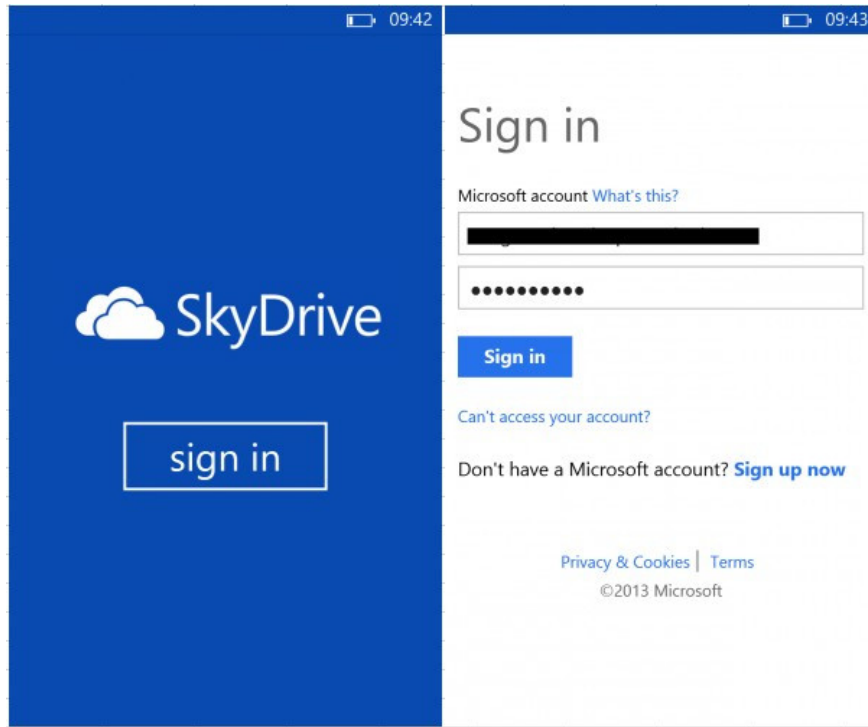 09:42
SkyDrive
sign in
09:43
Sign in
Microsoft account What's this?
••••••••••
Sign in
Can't access your account?
Don't have a Microsoft account? Sign up now
Privacy & Cookies | Terms
©2013 Microsoft